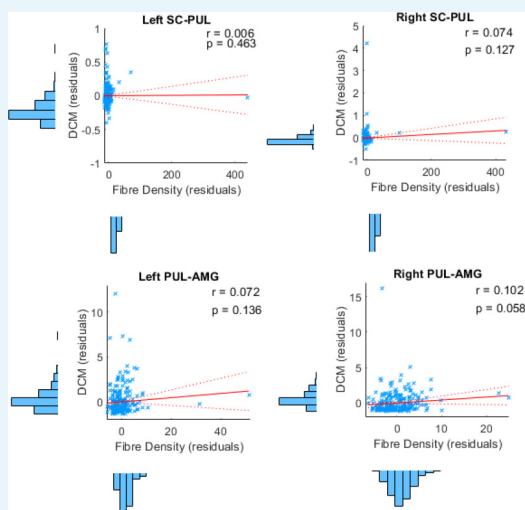 Left SC-PUL
r = 0.006
p = 0.463
DCM (residuals)
1
0.5
0
-0.5
-1
0
200
400
Fibre Density (residuals)
Right SC-PUL
r = 0.074
p = 0.127
DCM (residuals)
5
4
3
2
1
0
-1
0
200
400
Fibre Density (residuals)
Left PUL-AMG
r = 0.072
p = 0.136
DCM (residuals)
10
5
0
0
10
20
30
40
50
Fibre Density (residuals)
Right PUL-AMG
r = 0.102
p = 0.058
DCM (residuals)
15
10
5
0
0
10
20
Fibre Density (residuals)